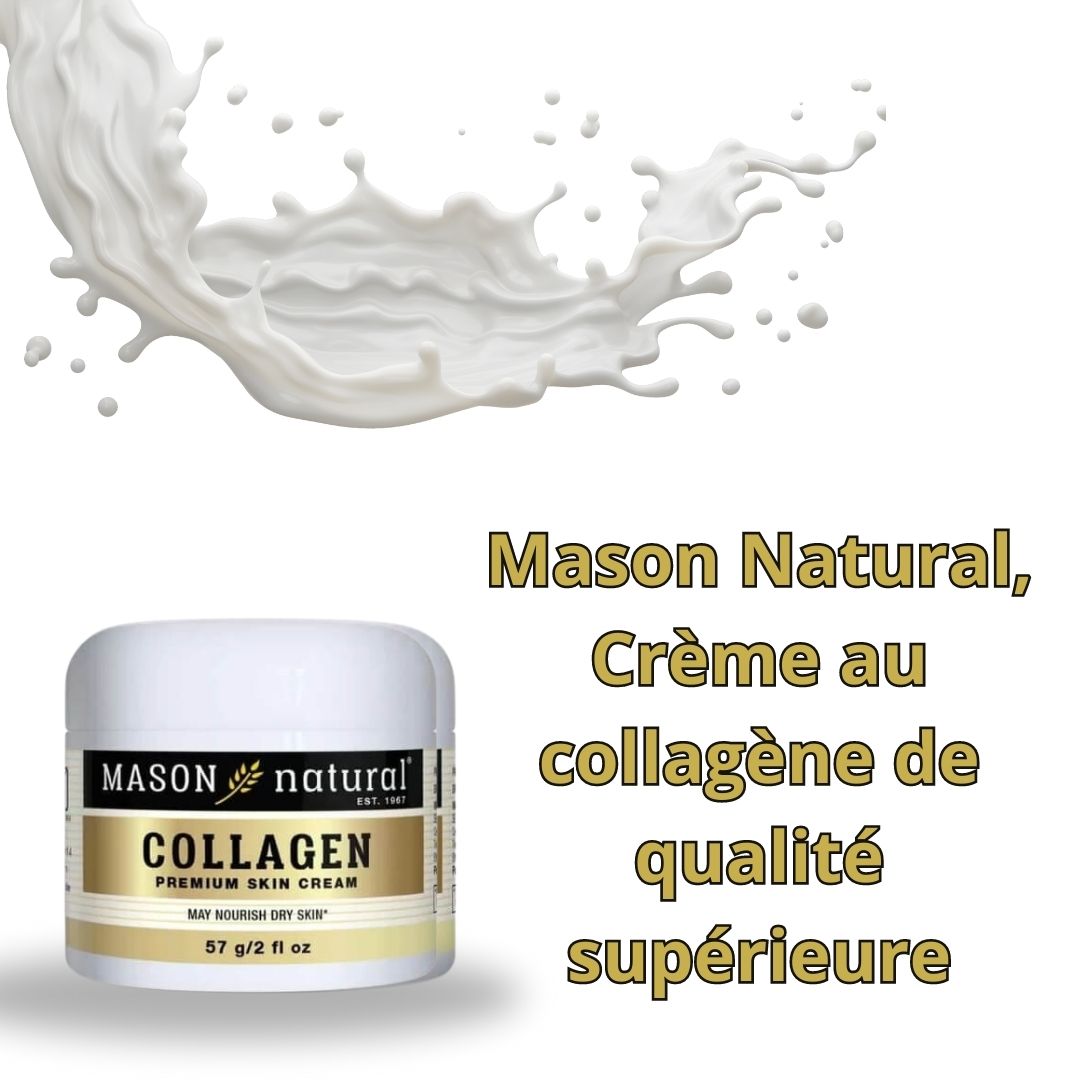 Mason Natural,
Crème au
collagène de
qualité
supérieure
MASON natural®
EST. 1967
COLLAGEN
PREMIUM SKIN CREAM
MAY NOURISH DRY SKIN*
57 g/2 fl oz